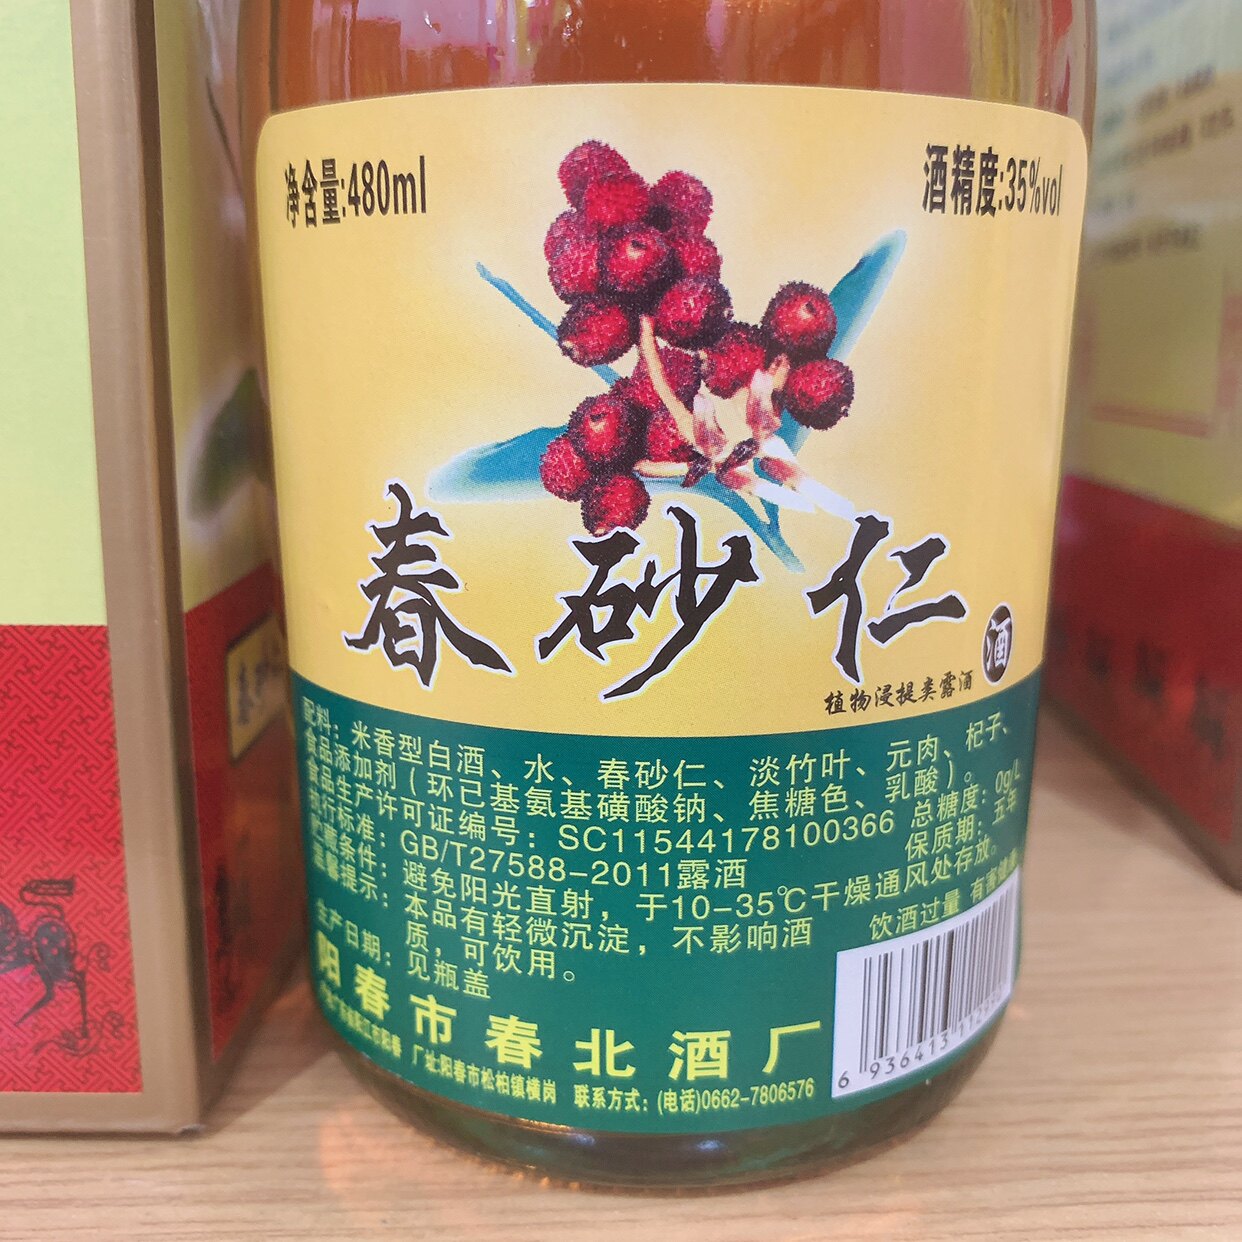 净含量:480ml
酒精度:35%vol
春砂仁
酒
植物浸提类露酒
配料：米香型白酒、水、春砂仁、淡竹叶、元肉、杞子、
食品添加剂（环已基氨基磺酸钠、焦糖色、乳酸）。
食品生产许可证编号：SC11544178100366 总糖度：0g/L
执行标准：GB/T27588-2011露酒 保质期：五年
贮藏条件：避免阳光直射，于10-35℃干燥通风处存放。
温馨提示：本品有轻微沉淀，不影响酒
质，可饮用。
饮酒过量 有害健康
生产日期：见瓶盖
阳春市春北酒厂
厂址:阳春市松柏镇横岗 联系方式：(电话)0662-7806576
6 936413